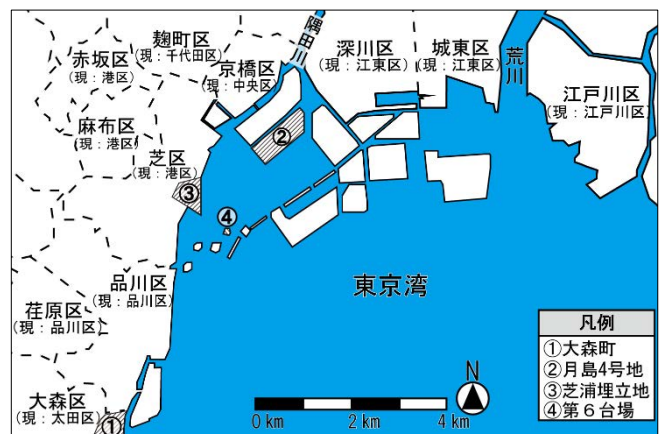 麹町区
(現：千代田区)
赤坂区
(現：港区)
京橋区
(現：中央区)
隅田川
深川区
(現：江東区)
城東区
(現：江東区)
荒川
江戸川区
(現：江戸川区)
麻布区
(現：港区)
芝区
(現：港区)
②
③
④
品川区
(現：品川区)
荏原区
(現：品川区)
大森区
(現：太田区)
①
東京湾
N
0 km
2 km
4 km
凡例
①大森町
②月島4号地
③芝浦埋立地
④第６台場